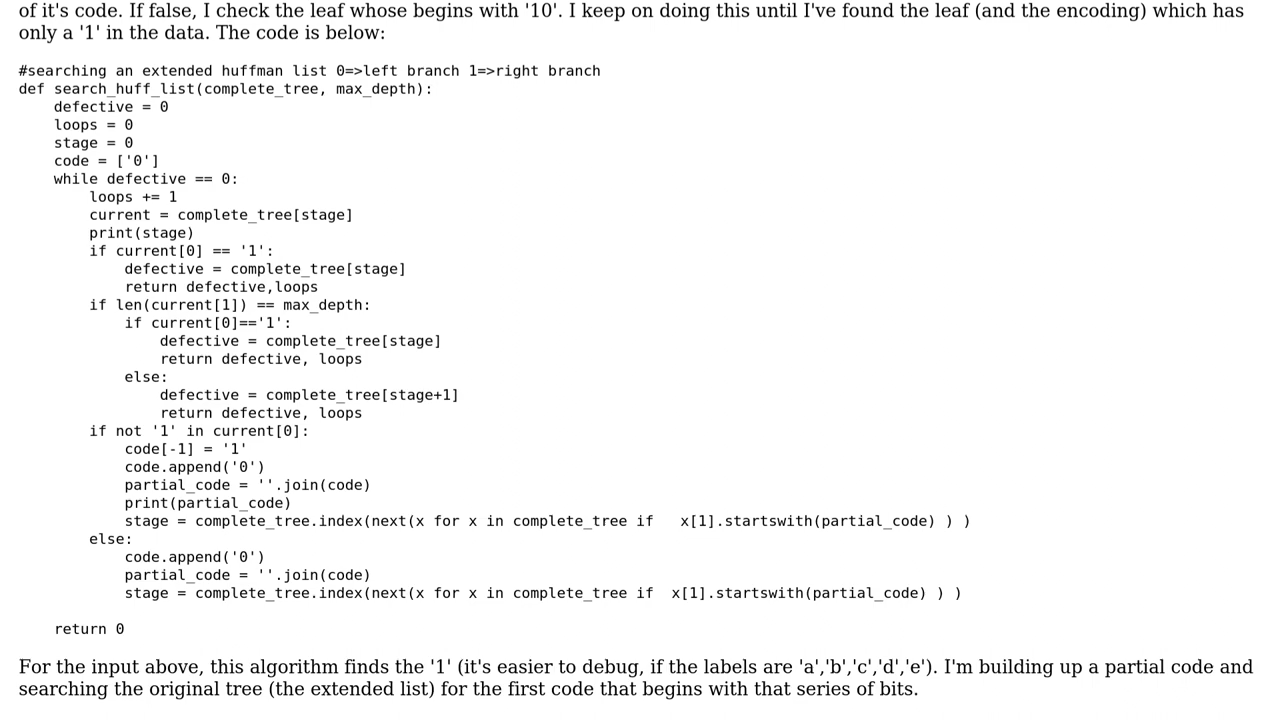 of it's code. If false, I check the leaf whose begins with '10'. I keep on doing this until I've found the leaf (and the encoding) which has
only a '1' in the data. The code is below:
#searching an extended huffman list 0=>left branch 1=>right branch
def search_huff_list(complete_tree, max_depth):
    defective = 0
    loops = 0
    stage = 0
    code = ['0']
    while defective == 0:
        loops += 1
        current = complete_tree[stage]
        print(stage)
        if current[0] == '1':
            defective = complete_tree[stage]
            return defective,loops
        if len(current[1]) == max_depth:
            if current[0]=='1':
                defective = complete_tree[stage]
                return defective, loops
            else:
                defective = complete_tree[stage+1]
                return defective, loops
        if not '1' in current[0]:
            code[-1] = '1'
            code.append('0')
            partial_code = ''.join(code)
            print(partial_code)
            stage = complete_tree.index(next(x for x in complete_tree if   x[1].startswith(partial_code) ) )
        else:
            code.append('0')
            partial_code = ''.join(code)
            stage = complete_tree.index(next(x for x in complete_tree if  x[1].startswith(partial_code) ) )
    return 0
For the input above, this algorithm finds the '1' (it's easier to debug, if the labels are 'a','b','c','d','e'). I'm building up a partial code and
searching the original tree (the extended list) for the first code that begins with that series of bits.